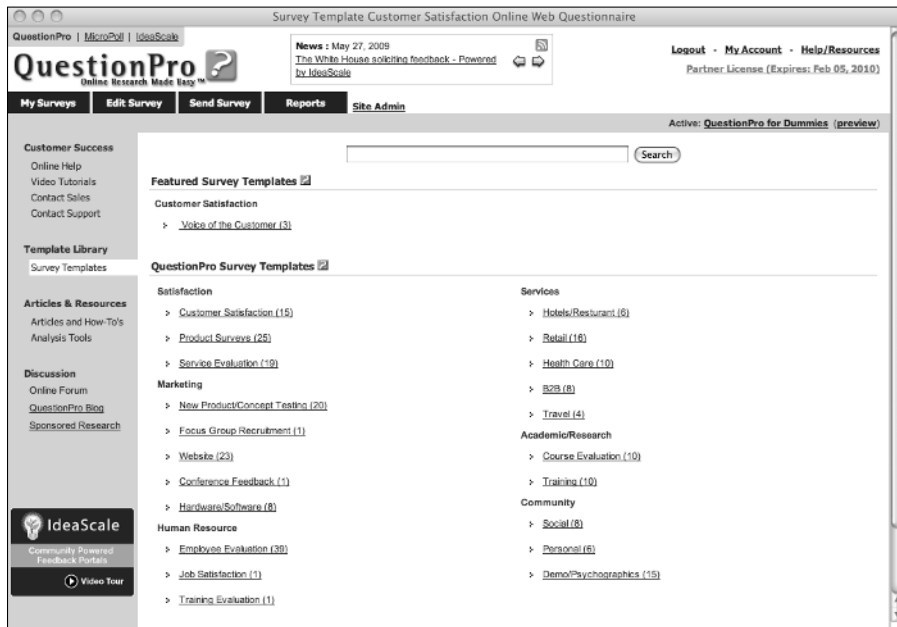 Survey Template Customer Satisfaction Online Web Questionnaire
QuestionPro | MicroPoll | IdeaScale
QuestionPro ?
Online Research Made Easy ™
News : May 27, 2009
The White House soliciting feedback - Powered
by IdeaScale
Logout - My Account - Help/Resources
Partner License (Expires: Feb 05, 2010)
My Surveys Edit Survey Send Survey Reports Site Admin
Active: QuestionPro for Dummies (preview)
Customer Success
Online Help
Video Tutorials
Contact Sales
Contact Support
Template Library
Survey Templates
Articles & Resources
Articles and How-To's
Analysis Tools
Discussion
Online Forum
QuestionPro Blog
Sponsored Research
IdeaScale
Community Powered
Feedback Portals
Video Tour
Search
Featured Survey Templates
Customer Satisfaction
Voice of the Customer (3)
QuestionPro Survey Templates
Satisfaction
Customer Satisfaction (15)
Product Surveys (25)
Service Evaluation (19)
Marketing
New Product/Concept Testing (20)
Focus Group Recruitment (1)
Website (23)
Conference Feedback (1)
Hardware/Software (8)
Human Resource
Employee Evaluation (39)
Job Satisfaction (1)
Training Evaluation (1)
Services
Hotels/Resturant (6)
Retail (16)
Health Care (10)
B2B (8)
Travel (4)
Academic/Research
Course Evaluation (10)
Training (10)
Community
Social (8)
Personal (6)
Demo/Psychographics (15)